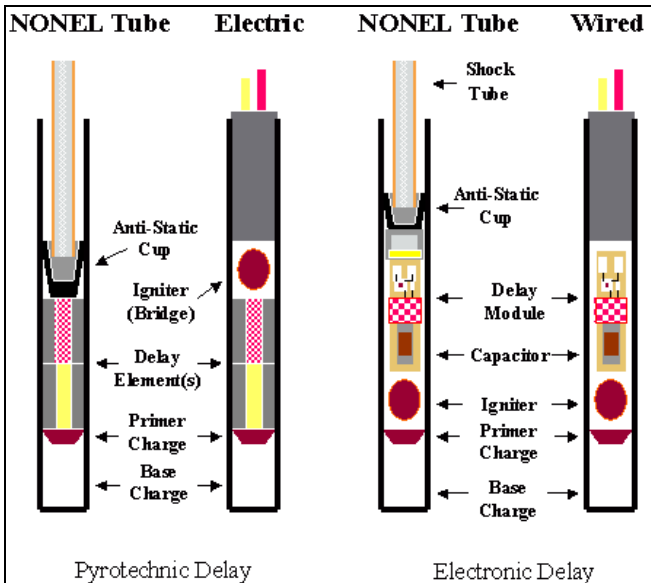 NONEL Tube
Electric
NONEL Tube
Wired
Shock
Tube
Anti-Static
Cup
Igniter
(Bridge)
Delay
Element(s)
Primer
Charge
Base
Charge
Anti-Static
Cup
Delay
Module
Capacitor
Igniter
Primer
Charge
Base
Charge
Pyrotechnic Delay
Electronic Delay